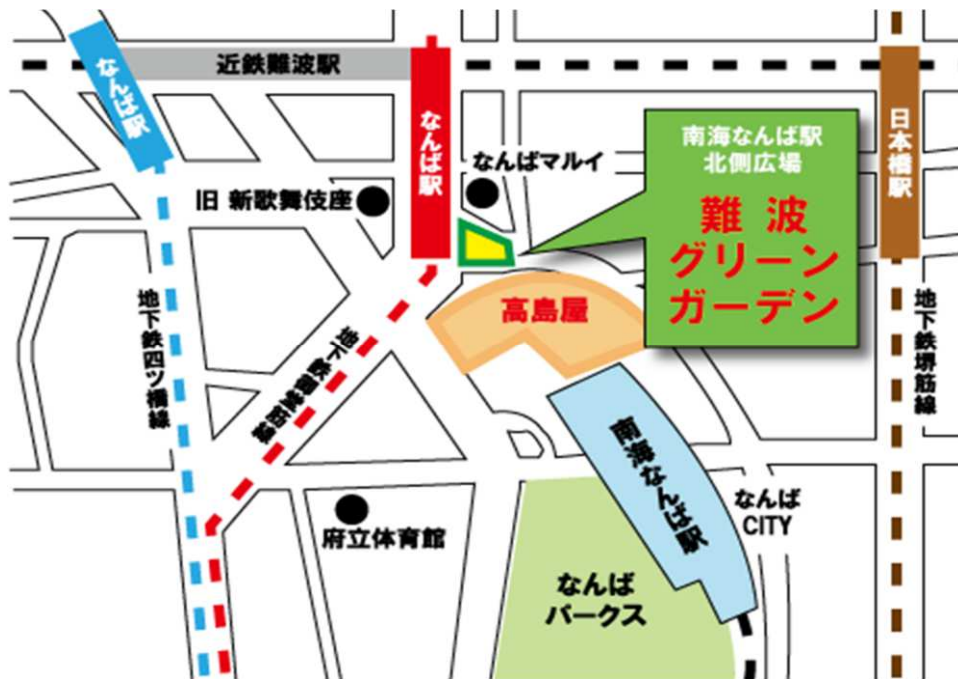 近鉄難波駅
なんば駅
なんば駅
日本橋駅
なんばマルイ
旧 新歌舞伎座
南海なんば駅
北側広場
難波
グリーン
ガーデン
高島屋
地下鉄四ツ橋線
地下鉄御堂筋線
地下鉄堺筋線
南海なんば駅
なんば
CITY
府立体育館
なんば
パークス